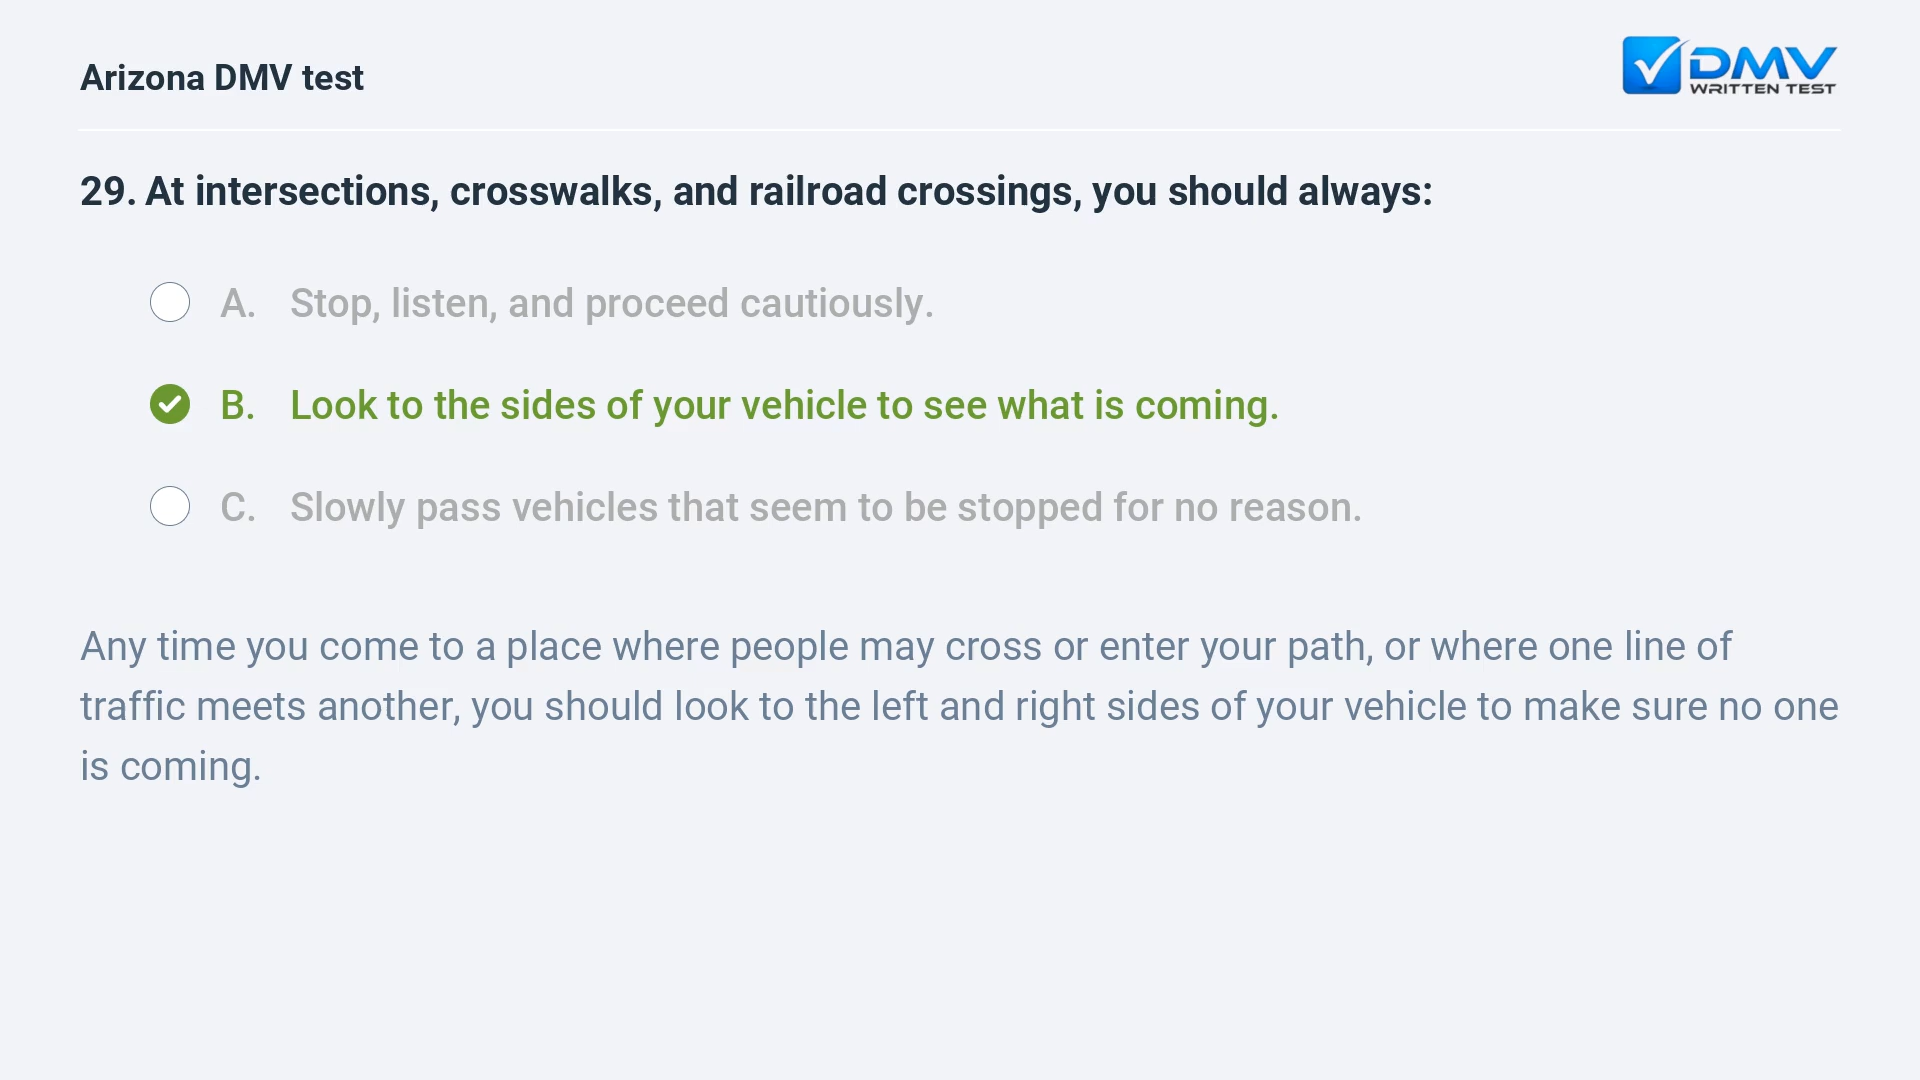 Arizona DMV test
DMV
WRITTEN TEST
29. At intersections, crosswalks, and railroad crossings, you should always:
A. Stop, listen, and proceed cautiously.
B. Look to the sides of your vehicle to see what is coming.
C. Slowly pass vehicles that seem to be stopped for no reason.
Any time you come to a place where people may cross or enter your path, or where one line of
traffic meets another, you should look to the left and right sides of your vehicle to make sure no one
is coming.